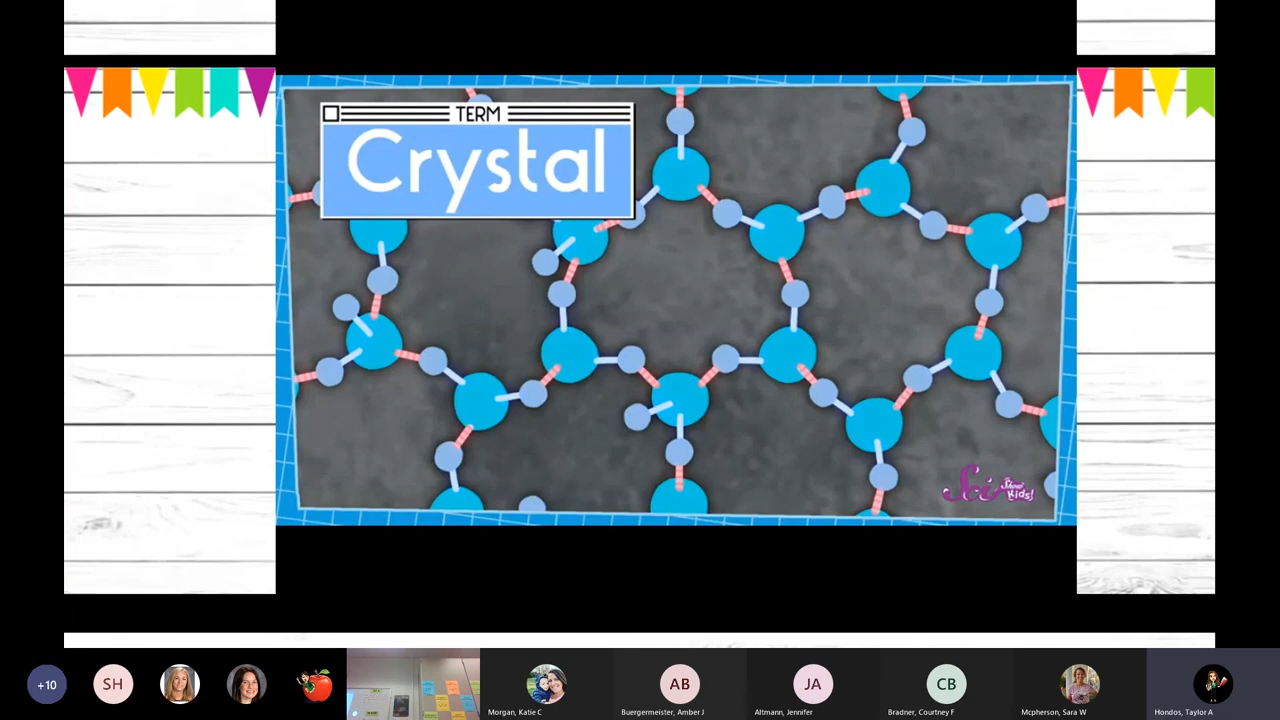 TERM
Crystal
Sci
Show
Kids!
+10
SH
AB
JA
CB
Morgan, Katie C
Buergermeister, Amber J
Altmann, Jennifer
Bradner, Courtney F
Mcpherson, Sara W
Hondos, Taylor A